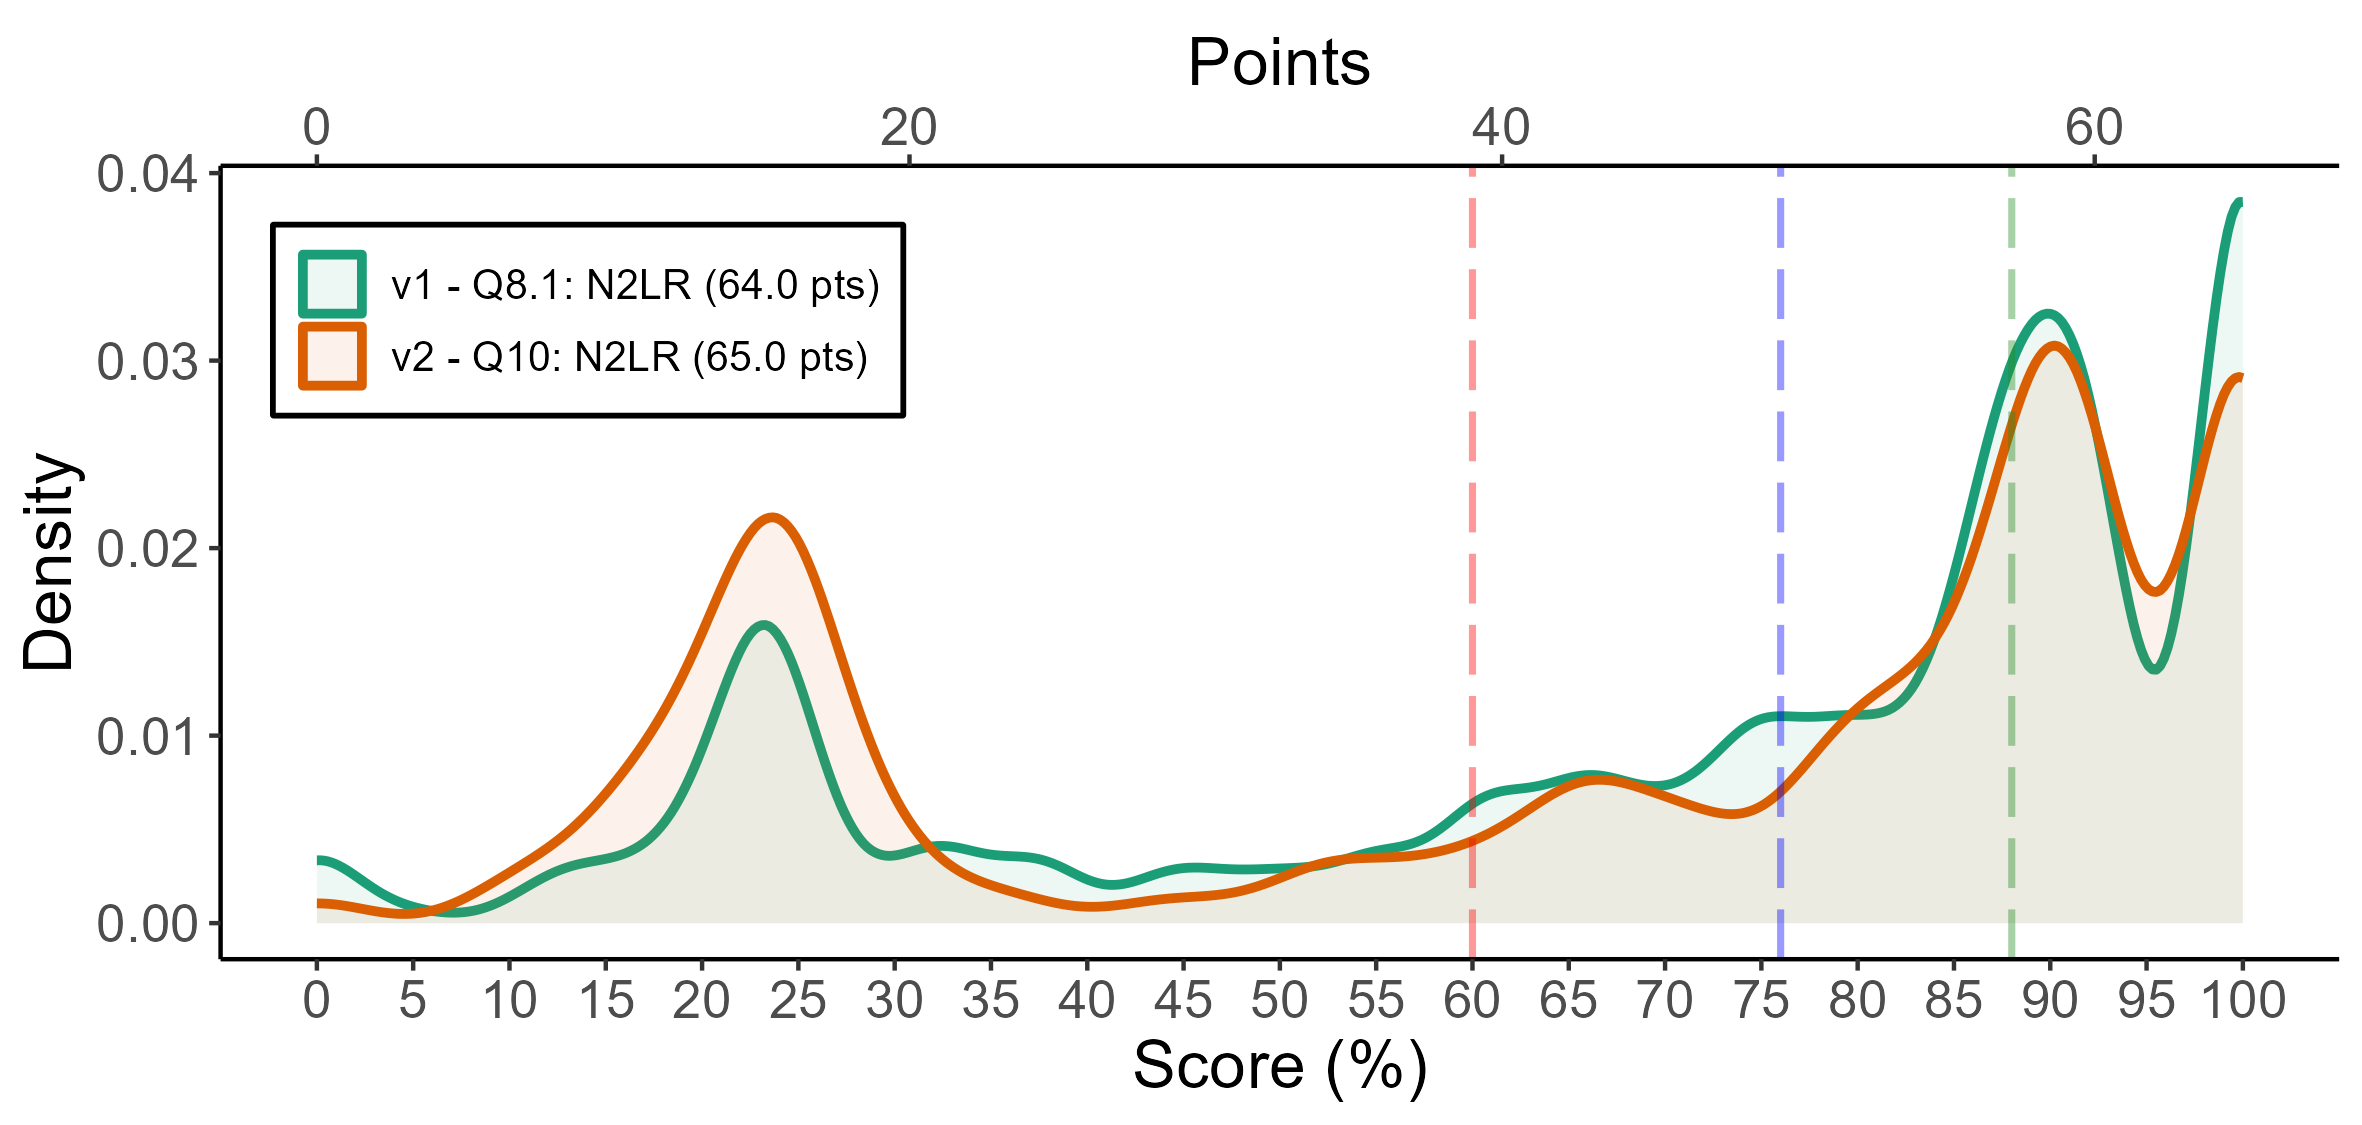 Points
0 20 40 60
0.04
0.03
0.02
0.01
0.00
Density
v1 - Q8.1: N2LR (64.0 pts)
v2 - Q10: N2LR (65.0 pts)
0 5 10 15 20 25 30 35 40 45 50 55 60 65 70 75 80 85 90 95 100
Score (%)